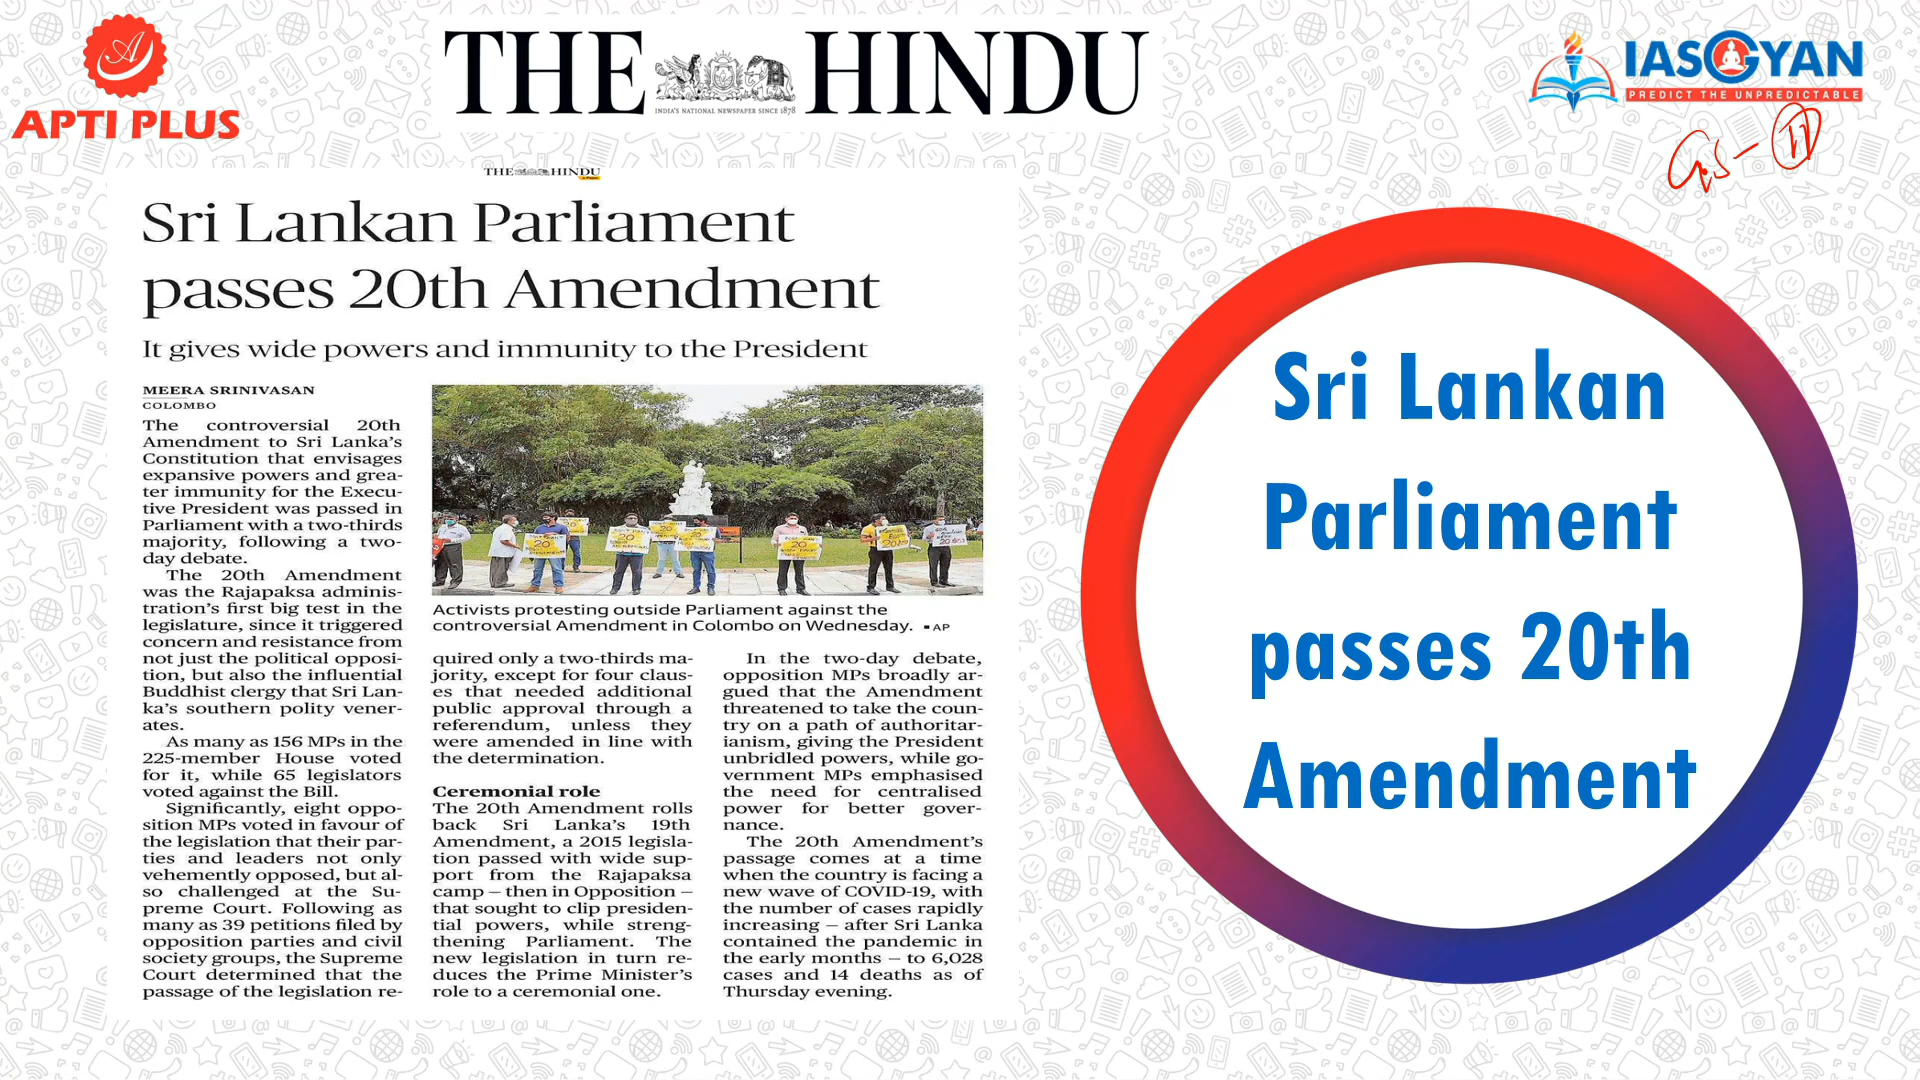 APTI PLUS
THE HINDU
INDIA'S NATIONAL NEWSPAPER SINCE 1878
IASGYAN
PREDICT THE UNPREDICTABLE
GS - II
THE HINDU
Sri Lankan Parliament
passes 20th Amendment
It gives wide powers and immunity to the President
MEERA SRINIVASAN
COLOMBO
The controversial 20th
Amendment to Sri Lanka's
Constitution that envisages
expansive powers and grea-
ter immunity for the Execu-
tive President was passed in
Parliament with a two-thirds
majority, following a two-
day debate.
The 20th Amendment
was the Rajapaksa adminis-
tration's first big test in the
legislature, since it triggered
concern and resistance from
not just the political opposi-
tion, but also the influential
Buddhist clergy that Sri Lan-
ka's southern polity vener-
ates.
As many as 156 MPs in the
225-member House voted
for it, while 65 legislators
voted against the Bill.
Significantly, eight oppo-
sition MPs voted in favour of
the legislation that their par-
ties and leaders not only
vehemently opposed, but al-
so challenged at the Su-
preme Court. Following as
many as 39 petitions filed by
opposition parties and civil
society groups, the Supreme
Court determined that the
passage of the legislation re-
Activists protesting outside Parliament against the
controversial Amendment in Colombo on Wednesday. ▪AP
quired only a two-thirds ma-
jority, except for four claus-
es that needed additional
public approval through a
referendum, unless they
were amended in line with
the determination.
Ceremonial role
The 20th Amendment rolls
back Sri Lanka's 19th
Amendment, a 2015 legisla-
tion passed with wide sup-
port from the Rajapaksa
camp – then in Opposition –
that sought to clip presiden-
tial powers, while streng-
thening Parliament. The
new legislation in turn re-
duces the Prime Minister's
role to a ceremonial one.
In the two-day debate,
opposition MPs broadly ar-
gued that the Amendment
threatened to take the coun-
try on a path of authoritar-
ianism, giving the President
unbridled powers, while go-
vernment MPs emphasised
the need for centralised
power for better gover-
nance.
The 20th Amendment's
passage comes at a time
when the country is facing a
new wave of COVID-19, with
the number of cases rapidly
increasing – after Sri Lanka
contained the pandemic in
the early months – to 6,028
cases and 14 deaths as of
Thursday evening.
Sri Lankan
Parliament
passes 20th
Amendment